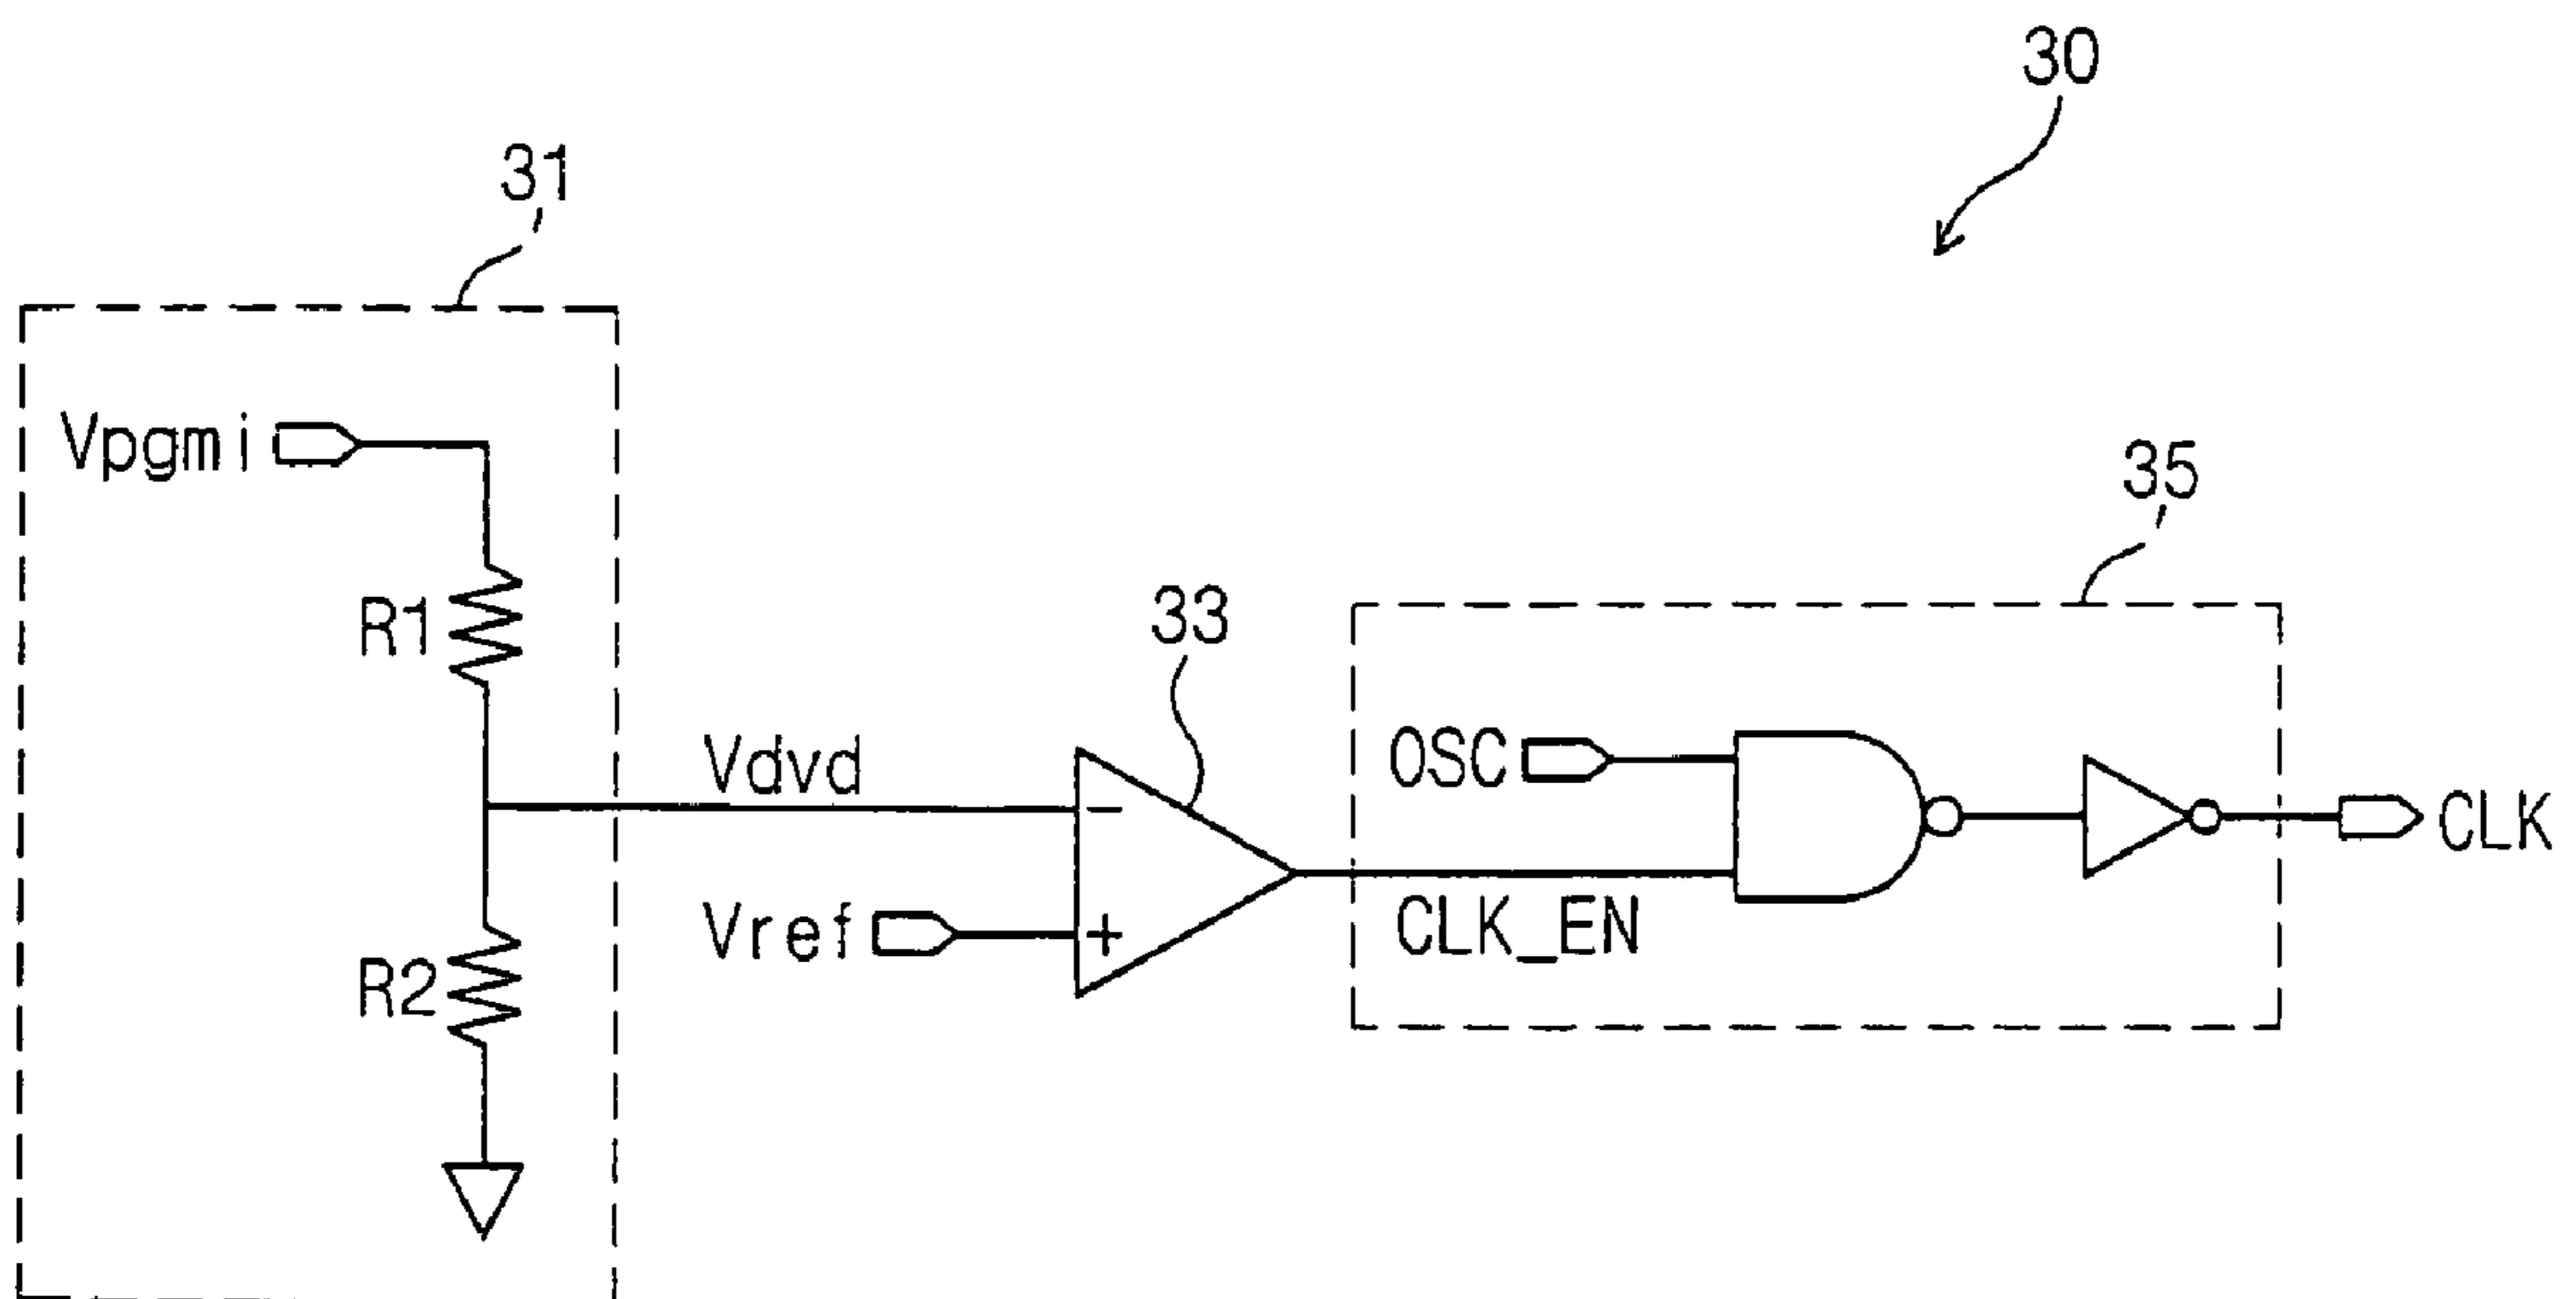 30
31
Vpgmi
35
R1
33
Vdvd
OSC
CLK
Vref
CLK_EN
R2